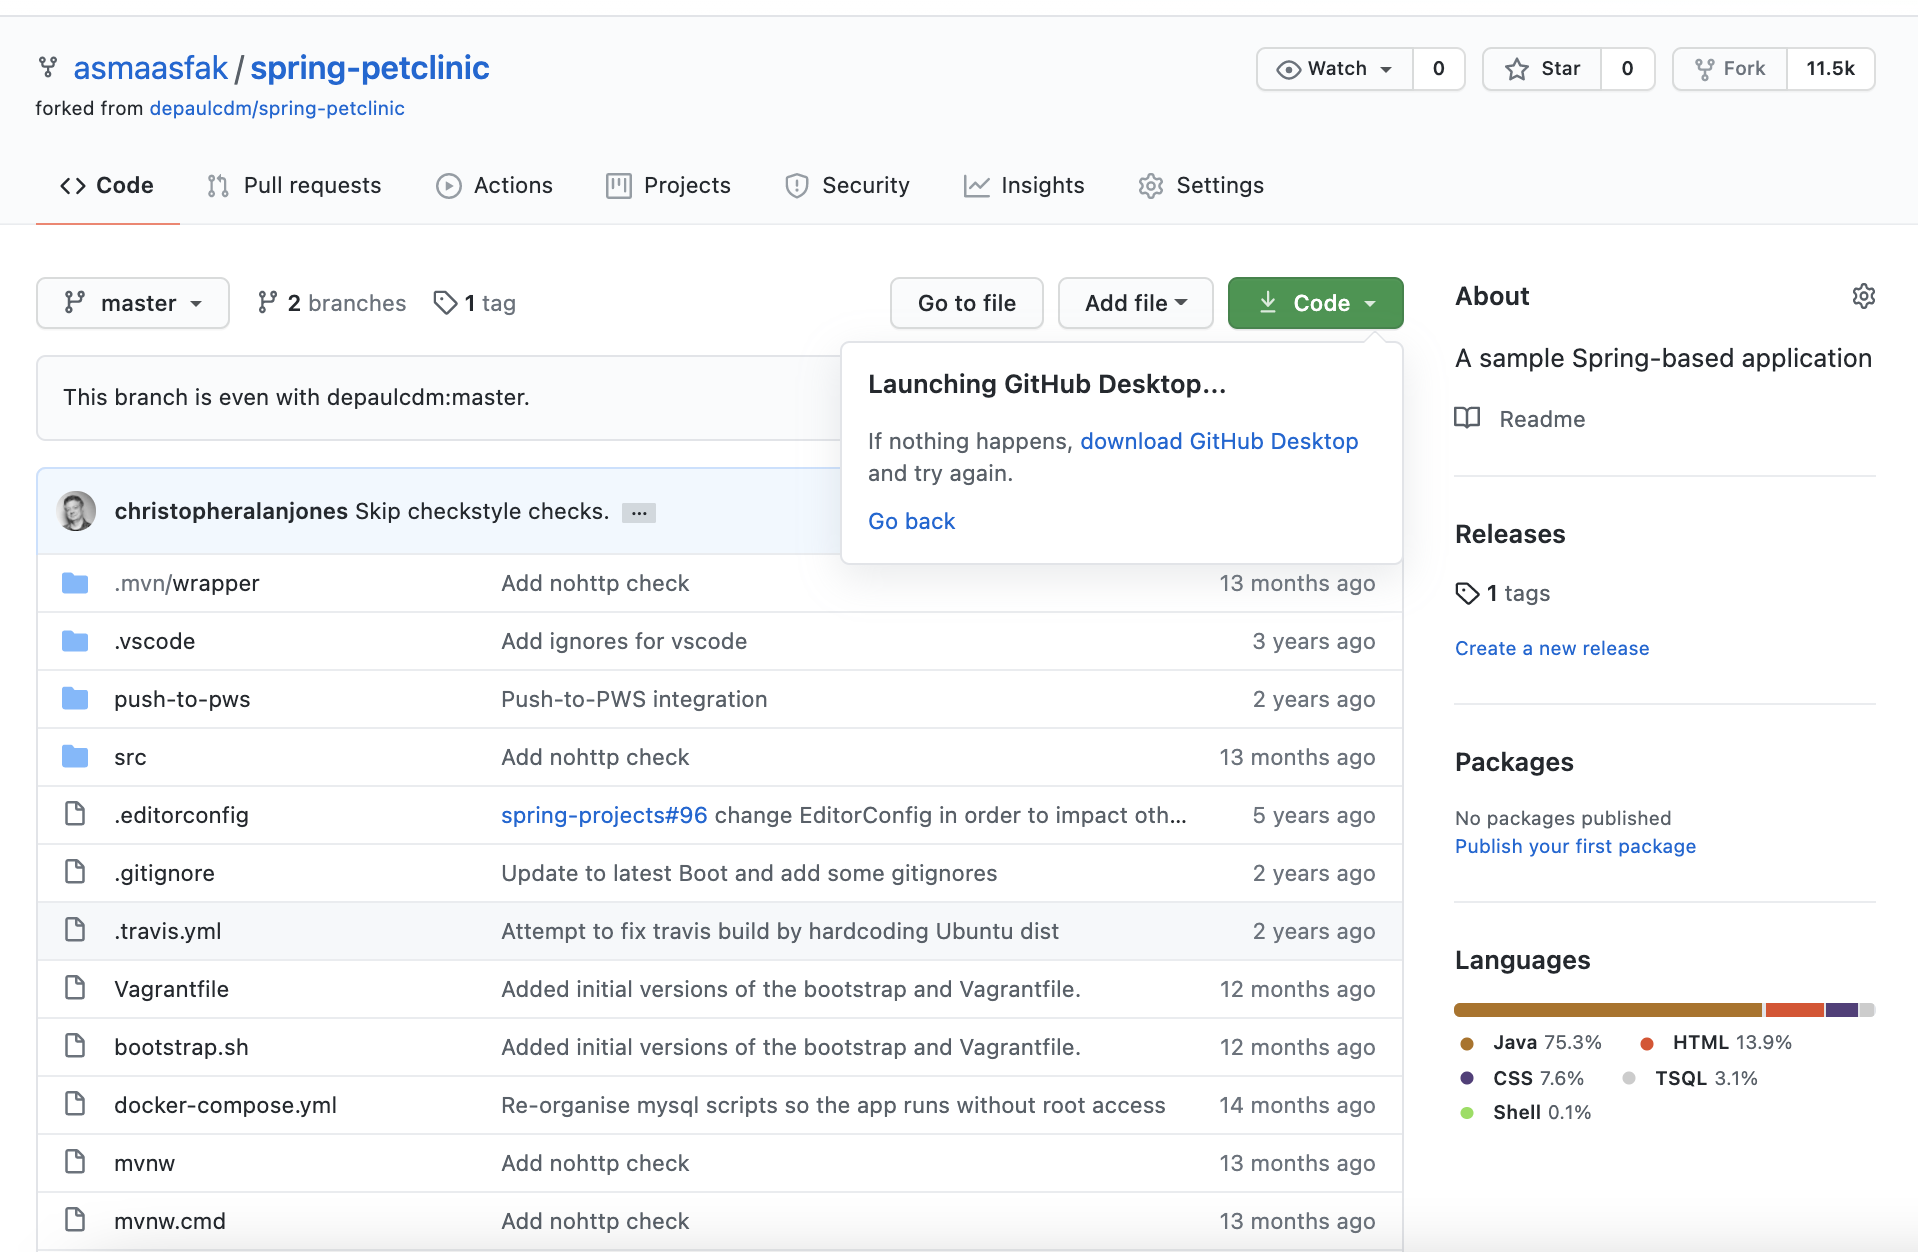 asmaasfak / spring-petclinic
forked from depaulcdm/spring-petclinic
Watch 0
Star 0
Fork 11.5k
Code
Pull requests
Actions
Projects
Security
Insights
Settings
master
2 branches
1 tag
Go to file
Add file
Code
This branch is even with depaulcdm:master.
Launching GitHub Desktop...
If nothing happens, download GitHub Desktop
and try again.
Go back
christopheralanjones Skip checkstyle checks. ...
.mvn/wrapper Add nohttp check 13 months ago
.vscode Add ignores for vscode 3 years ago
push-to-pws Push-to-PWS integration 2 years ago
src Add nohttp check 13 months ago
.editorconfig spring-projects#96 change EditorConfig in order to impact oth... 5 years ago
.gitignore Update to latest Boot and add some gitignores 2 years ago
.travis.yml Attempt to fix travis build by hardcoding Ubuntu dist 2 years ago
Vagrantfile Added initial versions of the bootstrap and Vagrantfile. 12 months ago
bootstrap.sh Added initial versions of the bootstrap and Vagrantfile. 12 months ago
docker-compose.yml Re-organise mysql scripts so the app runs without root access 14 months ago
mvnw Add nohttp check 13 months ago
mvnw.cmd Add nohttp check 13 months ago
About
A sample Spring-based application
Readme
Releases
1 tags
Create a new release
Packages
No packages published
Publish your first package
Languages
Java 75.3% HTML 13.9%
CSS 7.6% TSQL 3.1%
Shell 0.1%